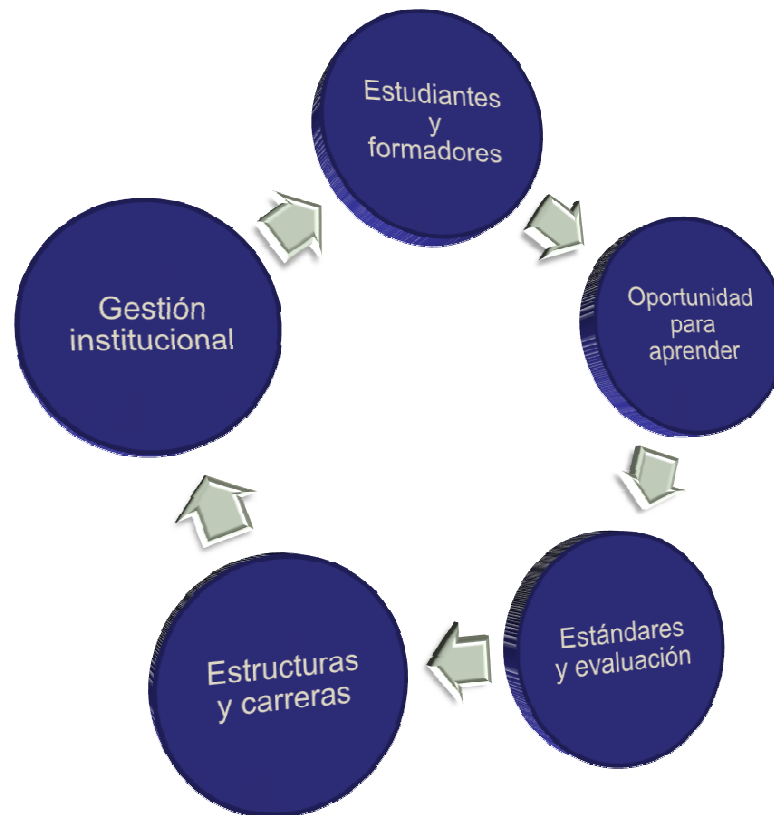 Estudiantes
y
formadores
Oportunidad
para
aprender
Estándares
y evaluación
Estructuras
y carreras
Gestión
institucional